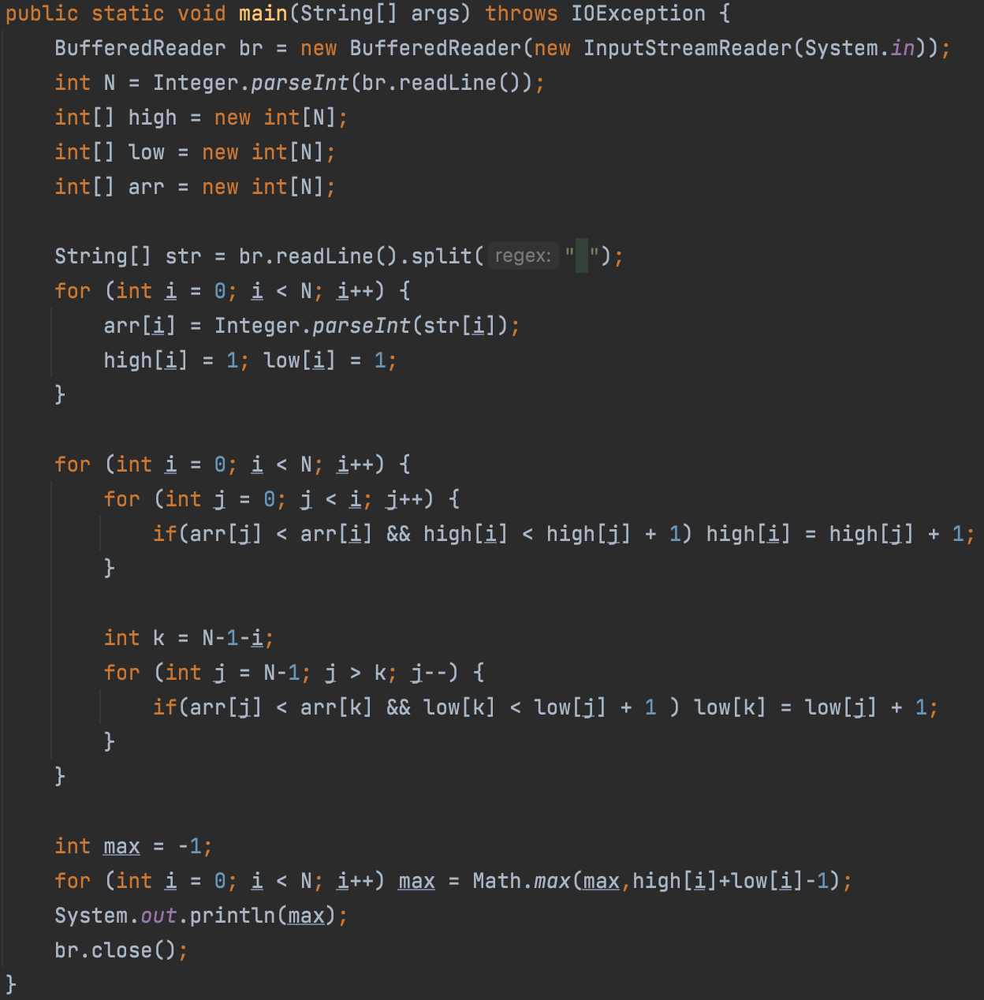 public static void main(String[] args) throws IOException {
    BufferedReader br = new BufferedReader(new InputStreamReader(System.in));
    int N = Integer.parseInt(br.readLine());
    int[] high = new int[N];
    int[] low = new int[N];
    int[] arr = new int[N];

    String[] str = br.readLine().split( regex: " ");
    for (int i = 0; i < N; i++) {
        arr[i] = Integer.parseInt(str[i]);
        high[i] = 1; low[i] = 1;
    }

    for (int i = 0; i < N; i++) {
        for (int j = 0; j < i; j++) {
            if(arr[j] < arr[i] && high[i] < high[j] + 1) high[i] = high[j] + 1;
        }

        int k = N-1-i;
        for (int j = N-1; j > k; j--) {
            if(arr[j] < arr[k] && low[k] < low[j] + 1 ) low[k] = low[j] + 1;
        }
    }

    int max = -1;
    for (int i = 0; i < N; i++) max = Math.max(max,high[i]+low[i]-1);
    System.out.println(max);
    br.close();
}